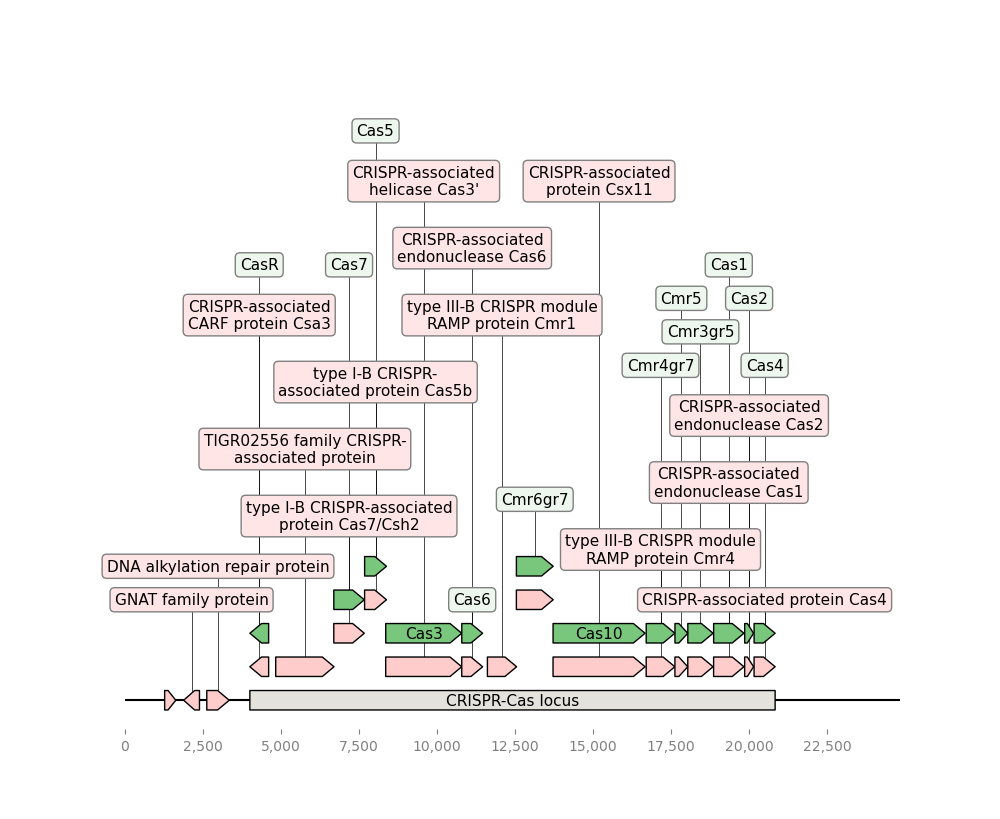 Cas5
CRISPR-associated
helicase Cas3'
CRISPR-associated
protein Csx11
CRISPR-associated
endonuclease Cas6
CasR
Cas7
Cas1
Cmr5
Cas2
CRISPR-associated
CARF protein Csa3
type III-B CRISPR module
RAMP protein Cmr1
Cmr3gr5
Cmr4gr7
Cas4
type I-B CRISPR-
associated protein Cas5b
CRISPR-associated
endonuclease Cas2
TIGR02556 family CRISPR-
associated protein
CRISPR-associated
endonuclease Cas1
Cmr6gr7
type I-B CRISPR-associated
protein Cas7/Csh2
type III-B CRISPR module
RAMP protein Cmr4
DNA alkylation repair protein
GNAT family protein
Cas6
CRISPR-associated protein Cas4
Cas3
Cas10
CRISPR-Cas locus
0
2,500
5,000
7,500
10,000
12,500
15,000
17,500
20,000
22,500